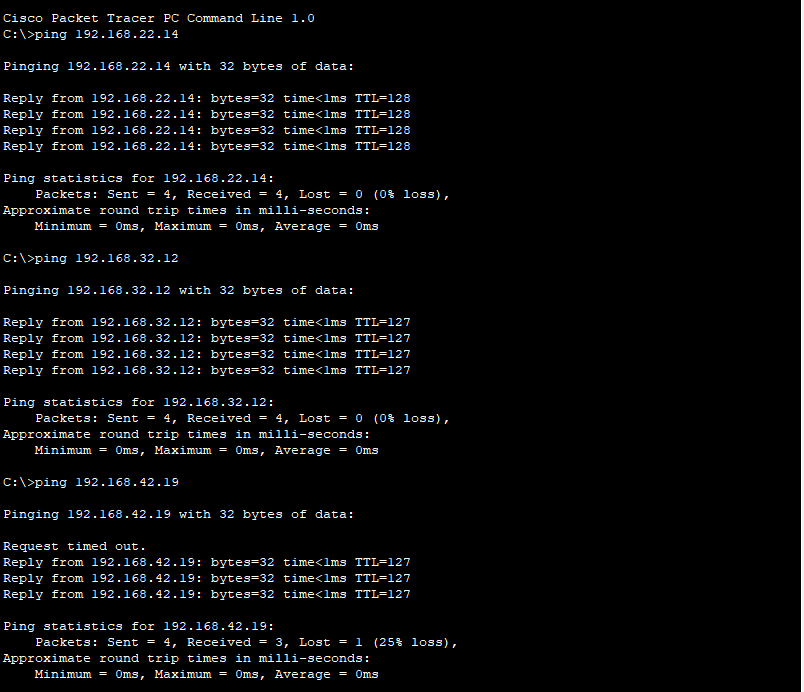 Cisco Packet Tracer PC Command Line 1.0
C:\>ping 192.168.22.14
Pinging 192.168.22.14 with 32 bytes of data:
Reply from 192.168.22.14: bytes=32 time<1ms TTL=128
Reply from 192.168.22.14: bytes=32 time<1ms TTL=128
Reply from 192.168.22.14: bytes=32 time<1ms TTL=128
Reply from 192.168.22.14: bytes=32 time<1ms TTL=128
Ping statistics for 192.168.22.14:
    Packets: Sent = 4, Received = 4, Lost = 0 (0% loss),
Approximate round trip times in milli-seconds:
    Minimum = 0ms, Maximum = 0ms, Average = 0ms
C:\>ping 192.168.32.12
Pinging 192.168.32.12 with 32 bytes of data:
Reply from 192.168.32.12: bytes=32 time<1ms TTL=127
Reply from 192.168.32.12: bytes=32 time<1ms TTL=127
Reply from 192.168.32.12: bytes=32 time<1ms TTL=127
Reply from 192.168.32.12: bytes=32 time<1ms TTL=127
Ping statistics for 192.168.32.12:
    Packets: Sent = 4, Received = 4, Lost = 0 (0% loss),
Approximate round trip times in milli-seconds:
    Minimum = 0ms, Maximum = 0ms, Average = 0ms
C:\>ping 192.168.42.19
Pinging 192.168.42.19 with 32 bytes of data:
Request timed out.
Reply from 192.168.42.19: bytes=32 time<1ms TTL=127
Reply from 192.168.42.19: bytes=32 time<1ms TTL=127
Reply from 192.168.42.19: bytes=32 time<1ms TTL=127
Ping statistics for 192.168.42.19:
    Packets: Sent = 4, Received = 3, Lost = 1 (25% loss),
Approximate round trip times in milli-seconds:
    Minimum = 0ms, Maximum = 0ms, Average = 0ms